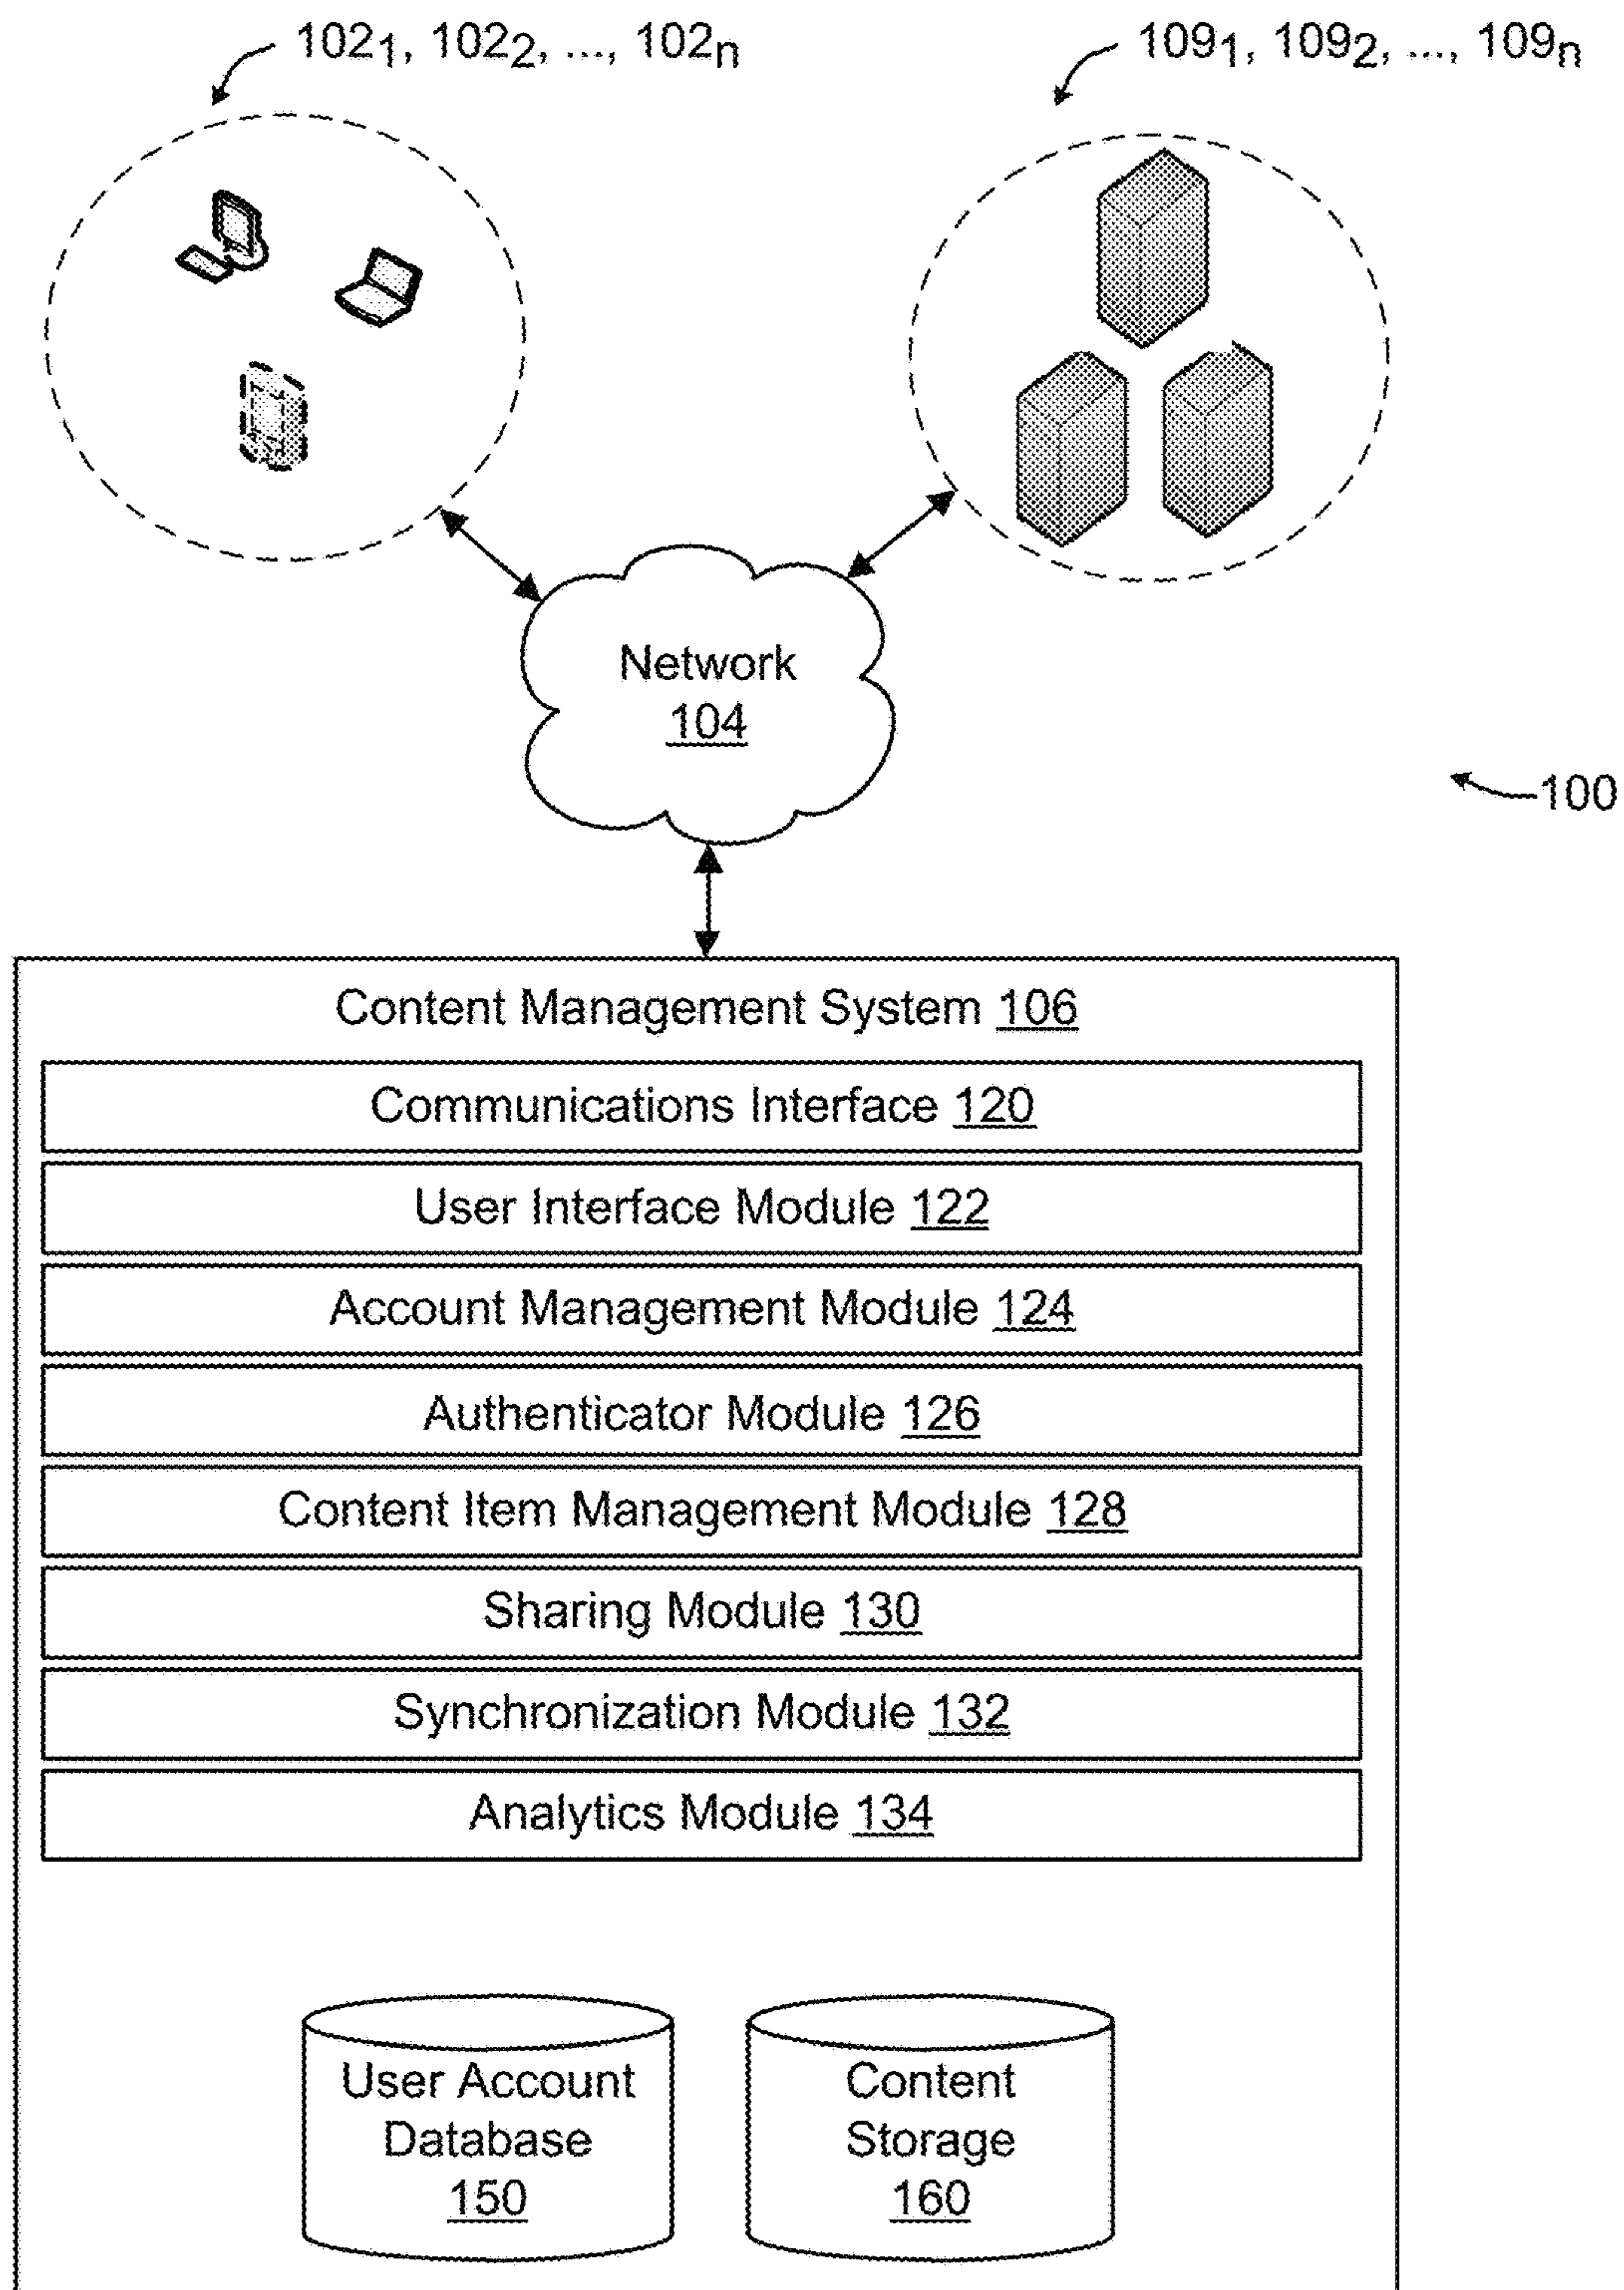 102₁, 102₂, ..., 102ₙ
109₁, 109₂, ..., 109ₙ
Network
104
100
Content Management System 106
Communications Interface 120
User Interface Module 122
Account Management Module 124
Authenticator Module 126
Content Item Management Module 128
Sharing Module 130
Synchronization Module 132
Analytics Module 134
User Account
Database
150
Content
Storage
160